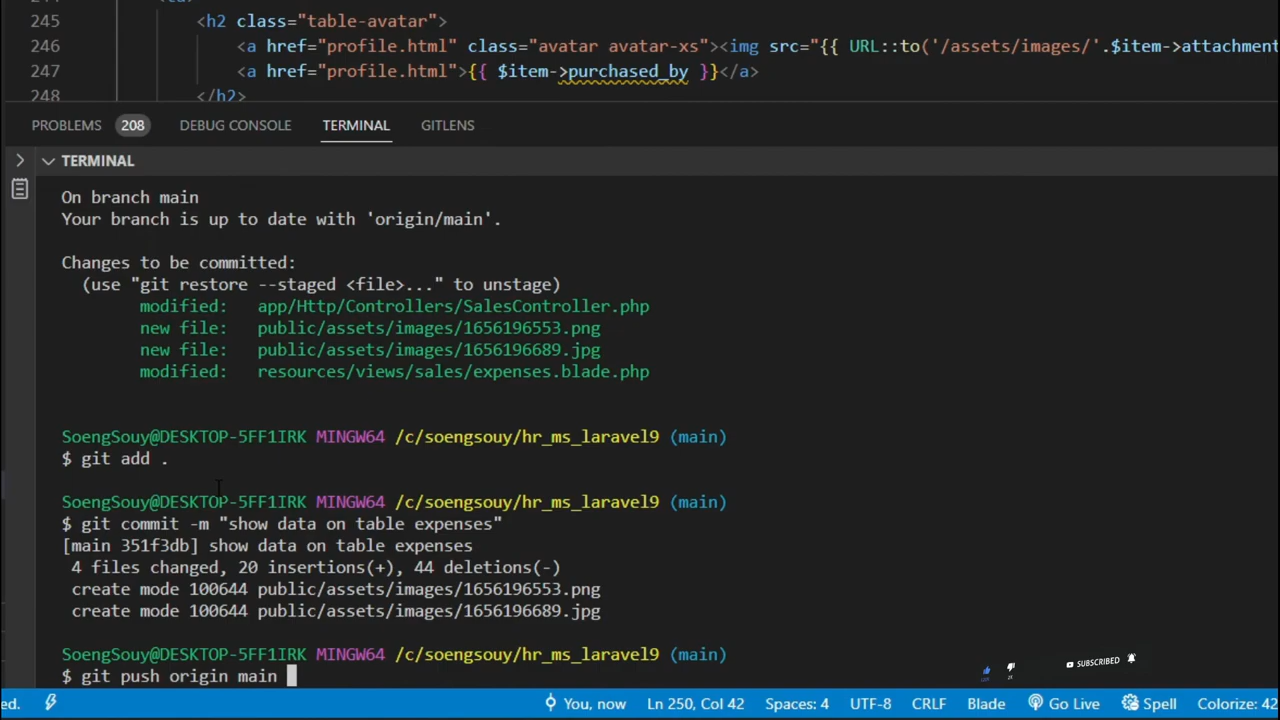 245 <h2 class="table-avatar">
246 <a href="profile.html" class="avatar avatar-xs"><img src="{{ URL::to('/assets/images/'.$item->attachment
247 <a href="profile.html">{{ $item->purchased_by }}</a>
248 </h2>
PROBLEMS 208 DEBUG CONSOLE TERMINAL GITLENS
TERMINAL
On branch main
Your branch is up to date with 'origin/main'.
Changes to be committed:
(use "git restore --staged <file>..." to unstage)
modified: app/Http/Controllers/SalesController.php
new file: public/assets/images/1656196553.png
new file: public/assets/images/1656196689.jpg
modified: resources/views/sales/expenses.blade.php
SoengSouy@DESKTOP-5FF1IRK MINGW64 /c/soengsouy/hr_ms_laravel9 (main)
$ git add .
SoengSouy@DESKTOP-5FF1IRK MINGW64 /c/soengsouy/hr_ms_laravel9 (main)
$ git commit -m "show data on table expenses"
[main 351f3db] show data on table expenses
4 files changed, 20 insertions(+), 44 deletions(-)
create mode 100644 public/assets/images/1656196553.png
create mode 100644 public/assets/images/1656196689.jpg
SoengSouy@DESKTOP-5FF1IRK MINGW64 /c/soengsouy/hr_ms_laravel9 (main)
$ git push origin main
SUBSCRIBED
ed. You, now Ln 250, Col 42 Spaces: 4 UTF-8 CRLF Blade Go Live Spell Colorize: 42